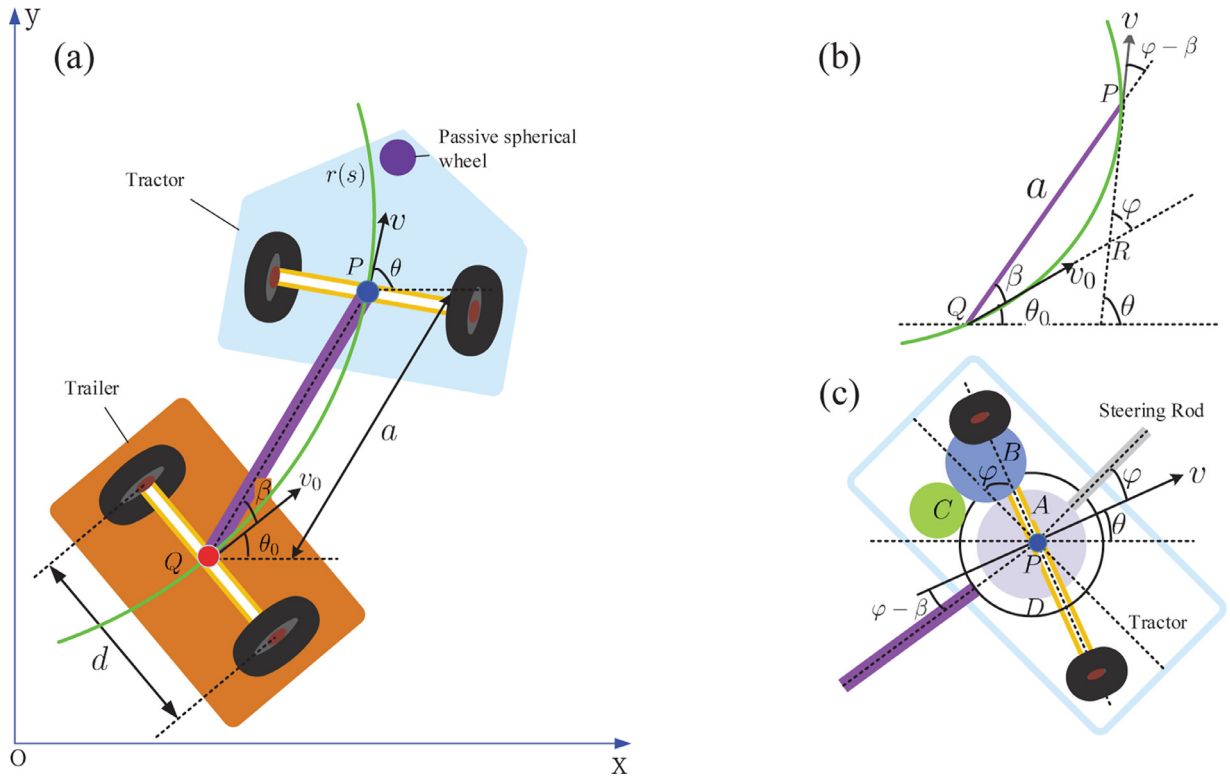 y
(a)
Passive spherical
wheel
r(s)
Tractor
v
P
θ
Trailer
a
β
v₀
θ₀
Q
d
O
X
(b)
v
φ − β
P
a
φ
R
β
v₀
Q
θ₀
θ
(c)
Steering Rod
B
φ
φ
v
C
A
θ
P
φ − β
D
Tractor